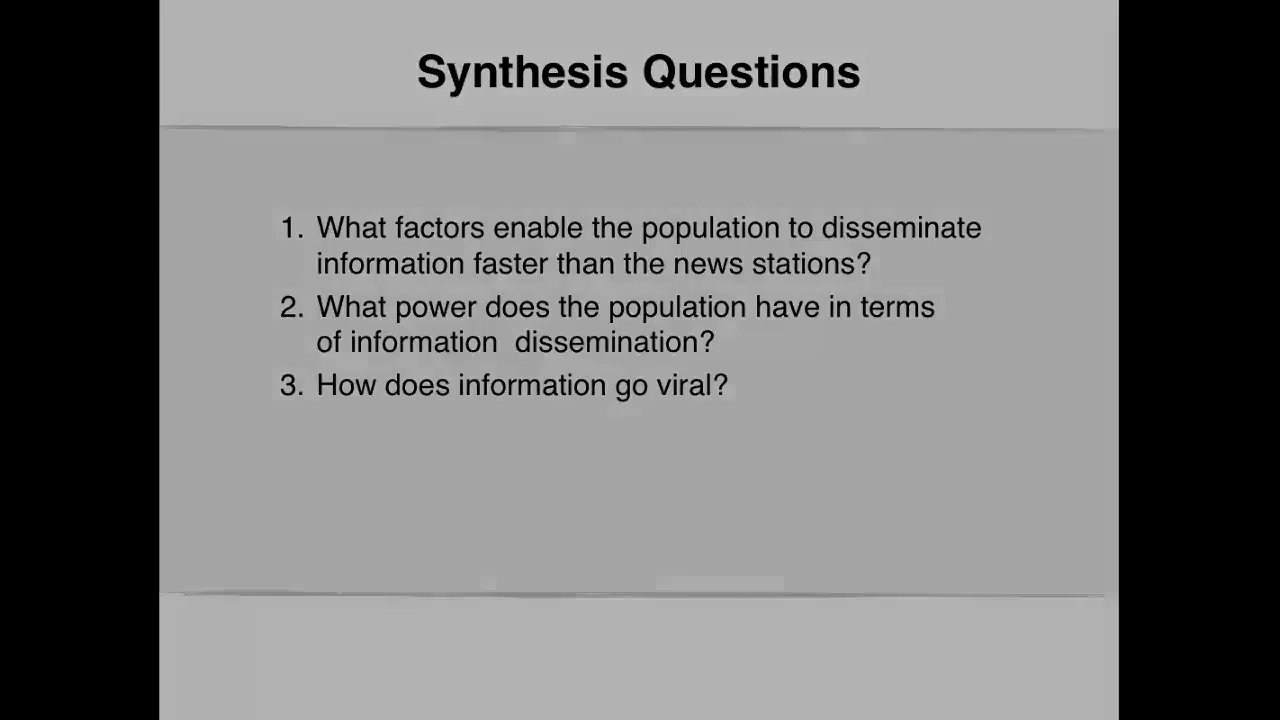 Synthesis Questions
1. What factors enable the population to disseminate
information faster than the news stations?
2. What power does the population have in terms
of information  dissemination?
3. How does information go viral?